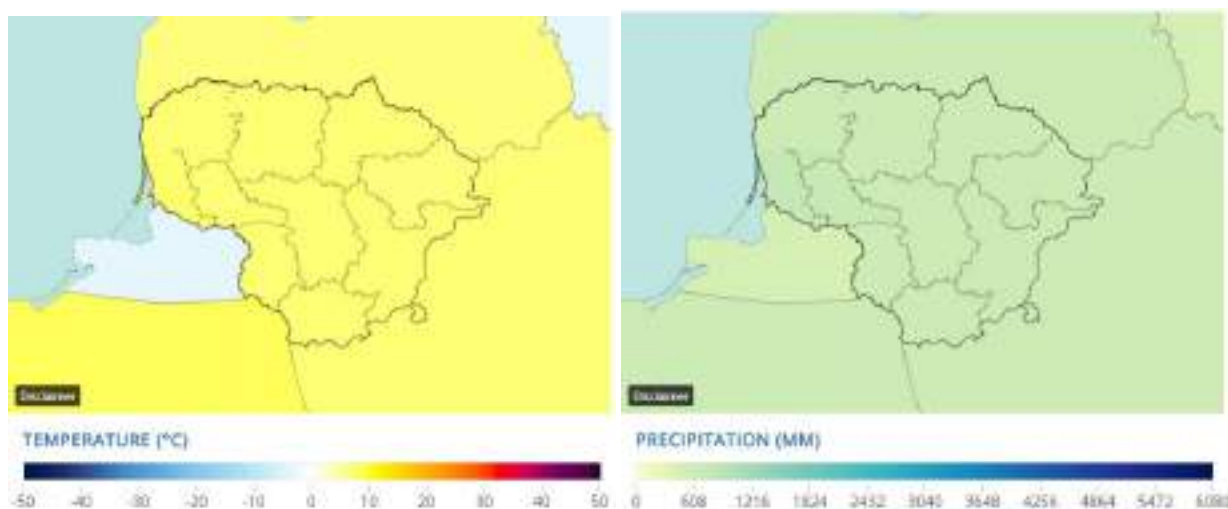 Disclaimer
TEMPERATURE (°C)
-50 -40 -20 -10 0 10 20 30 40 50
Disclaimer
PRECIPITATION (MM)
0 608 1216 1824 2432 3040 3648 4256 4864 5472 6080